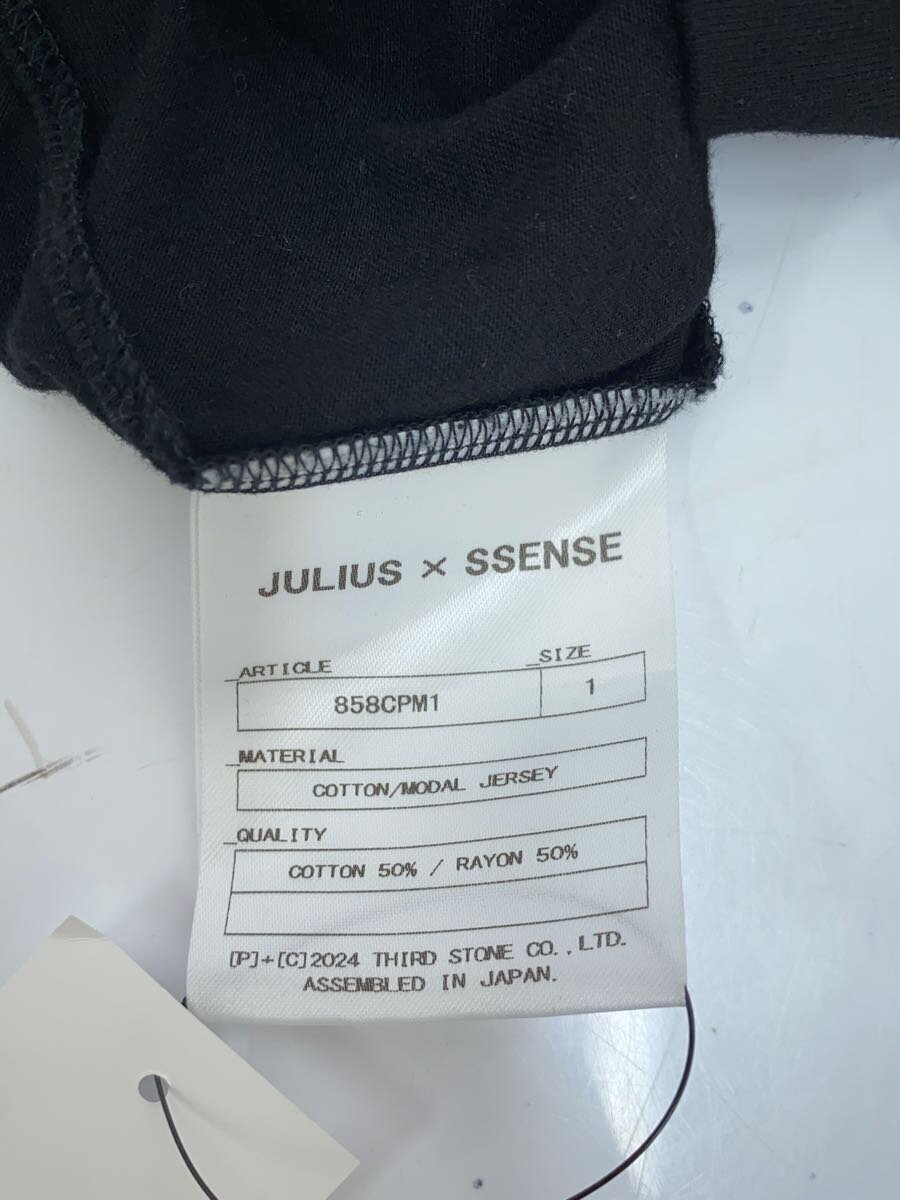 JULIUS × SSENSE
_ARTICLE _SIZE
858CPM1 1
_MATERIAL
COTTON/MODAL JERSEY
_QUALITY
COTTON 50% / RAYON 50%
[P]+[C]2024 THIRD STONE CO.,LTD.
ASSEMBLED IN JAPAN.